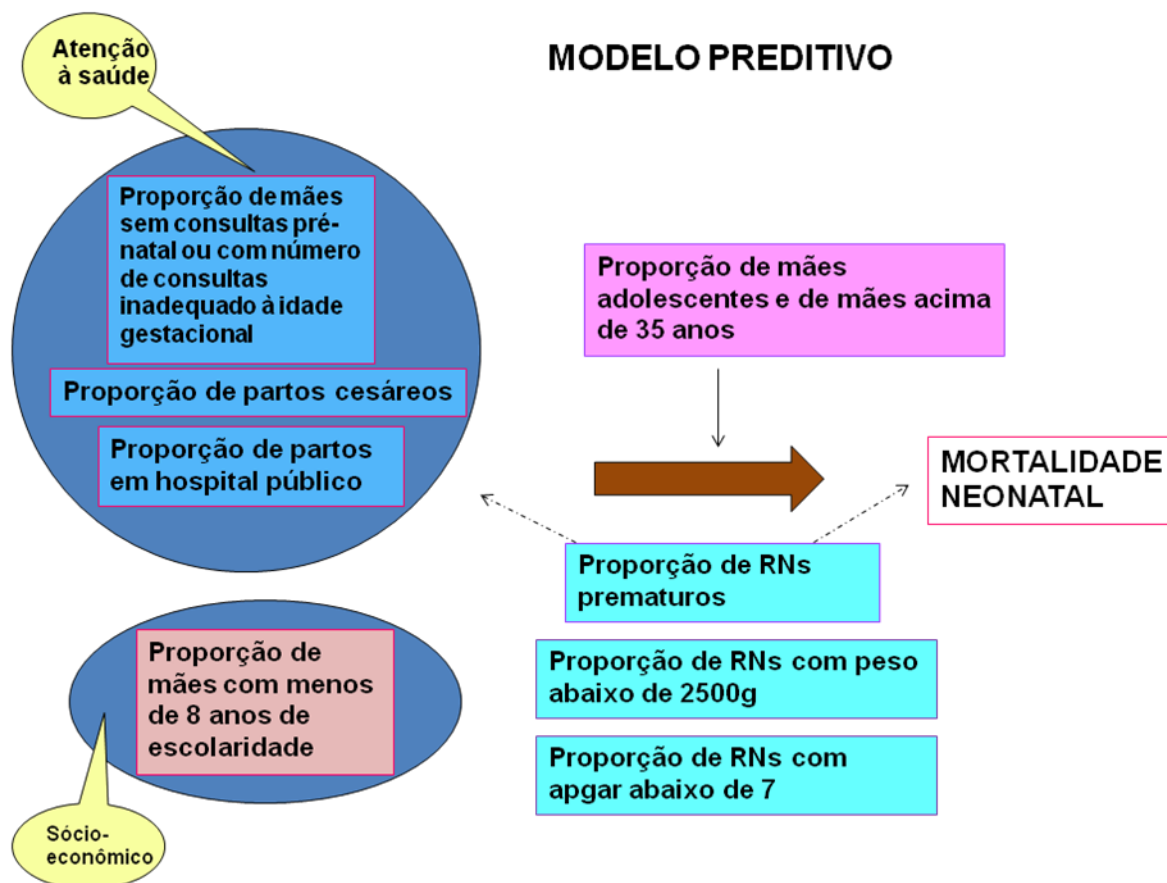 Atenção
à saúde
MODELO PREDITIVO
Proporção de mães
sem consultas pré-
natal ou com número
de consultas
inadequado à idade
gestacional
Proporção de partos cesáreos
Proporção de partos
em hospital público
Proporção de mães
adolescentes e de mães acima
de 35 anos
MORTALIDADE
NEONATAL
Proporção de RNs
prematuros
Proporção de RNs com peso
abaixo de 2500g
Proporção de RNs com
apgar abaixo de 7
Proporção de
mães com menos
de 8 anos de
escolaridade
Sócio-
econômico